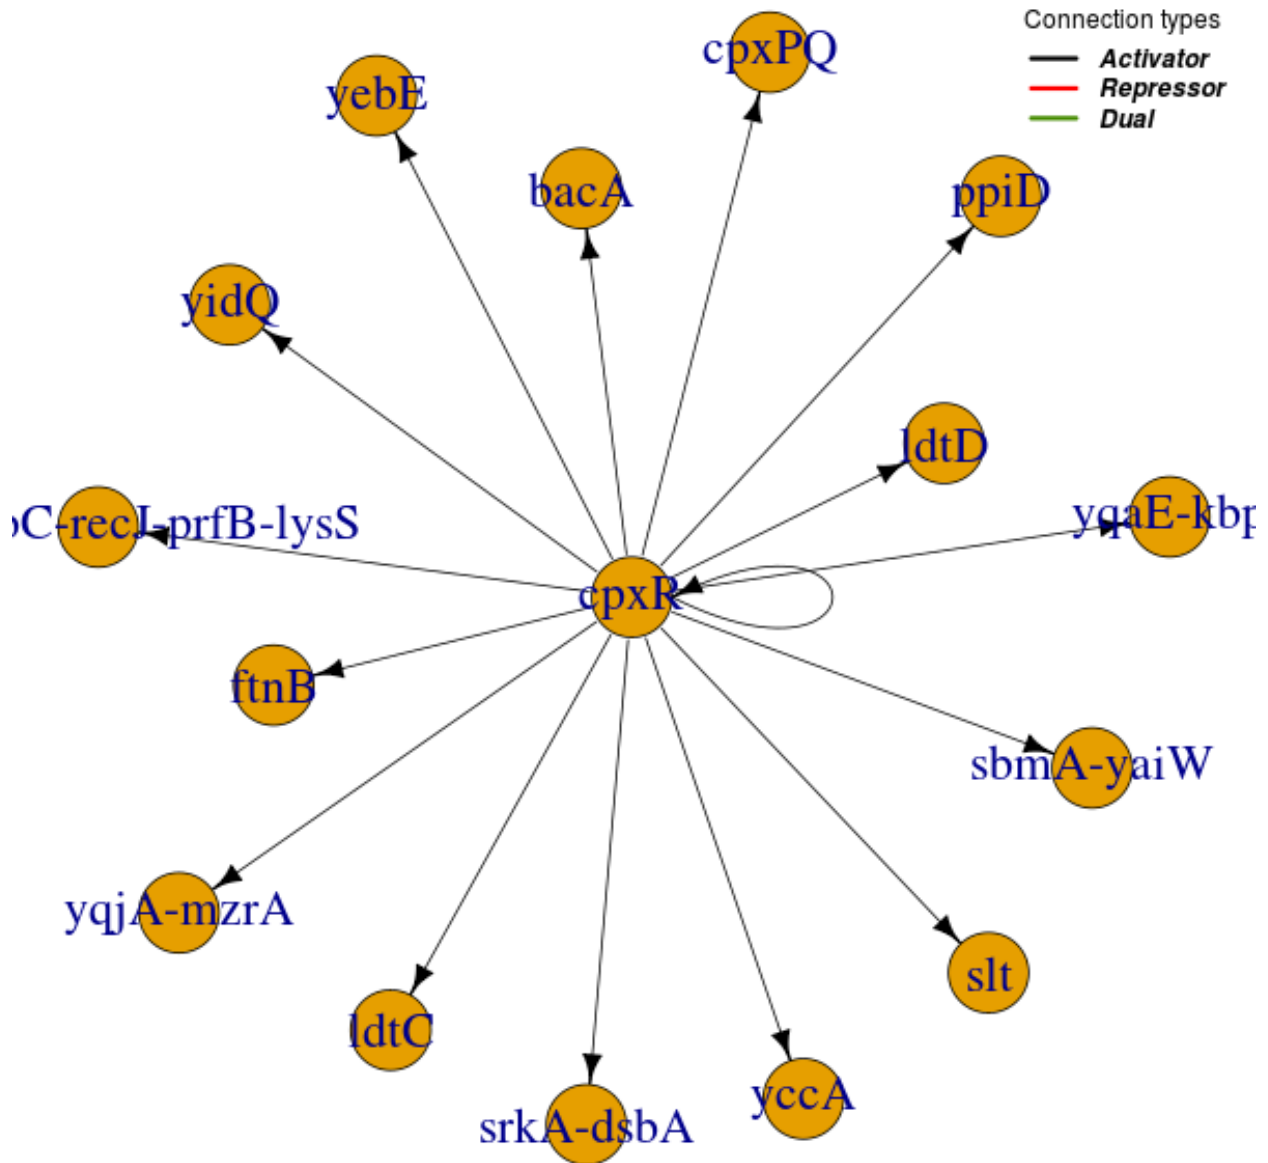 Connection types
Activator
Repressor
Dual
cpxPQ
yebE
bacA
ppiD
yidQ
ldtD
yqaE-kbp
C-recJ-prfB-lysS
cpxR
ftnB
sbmA-yaiW
yqjA-mzrA
slt
ldtC
yccA
srkA-dsbA